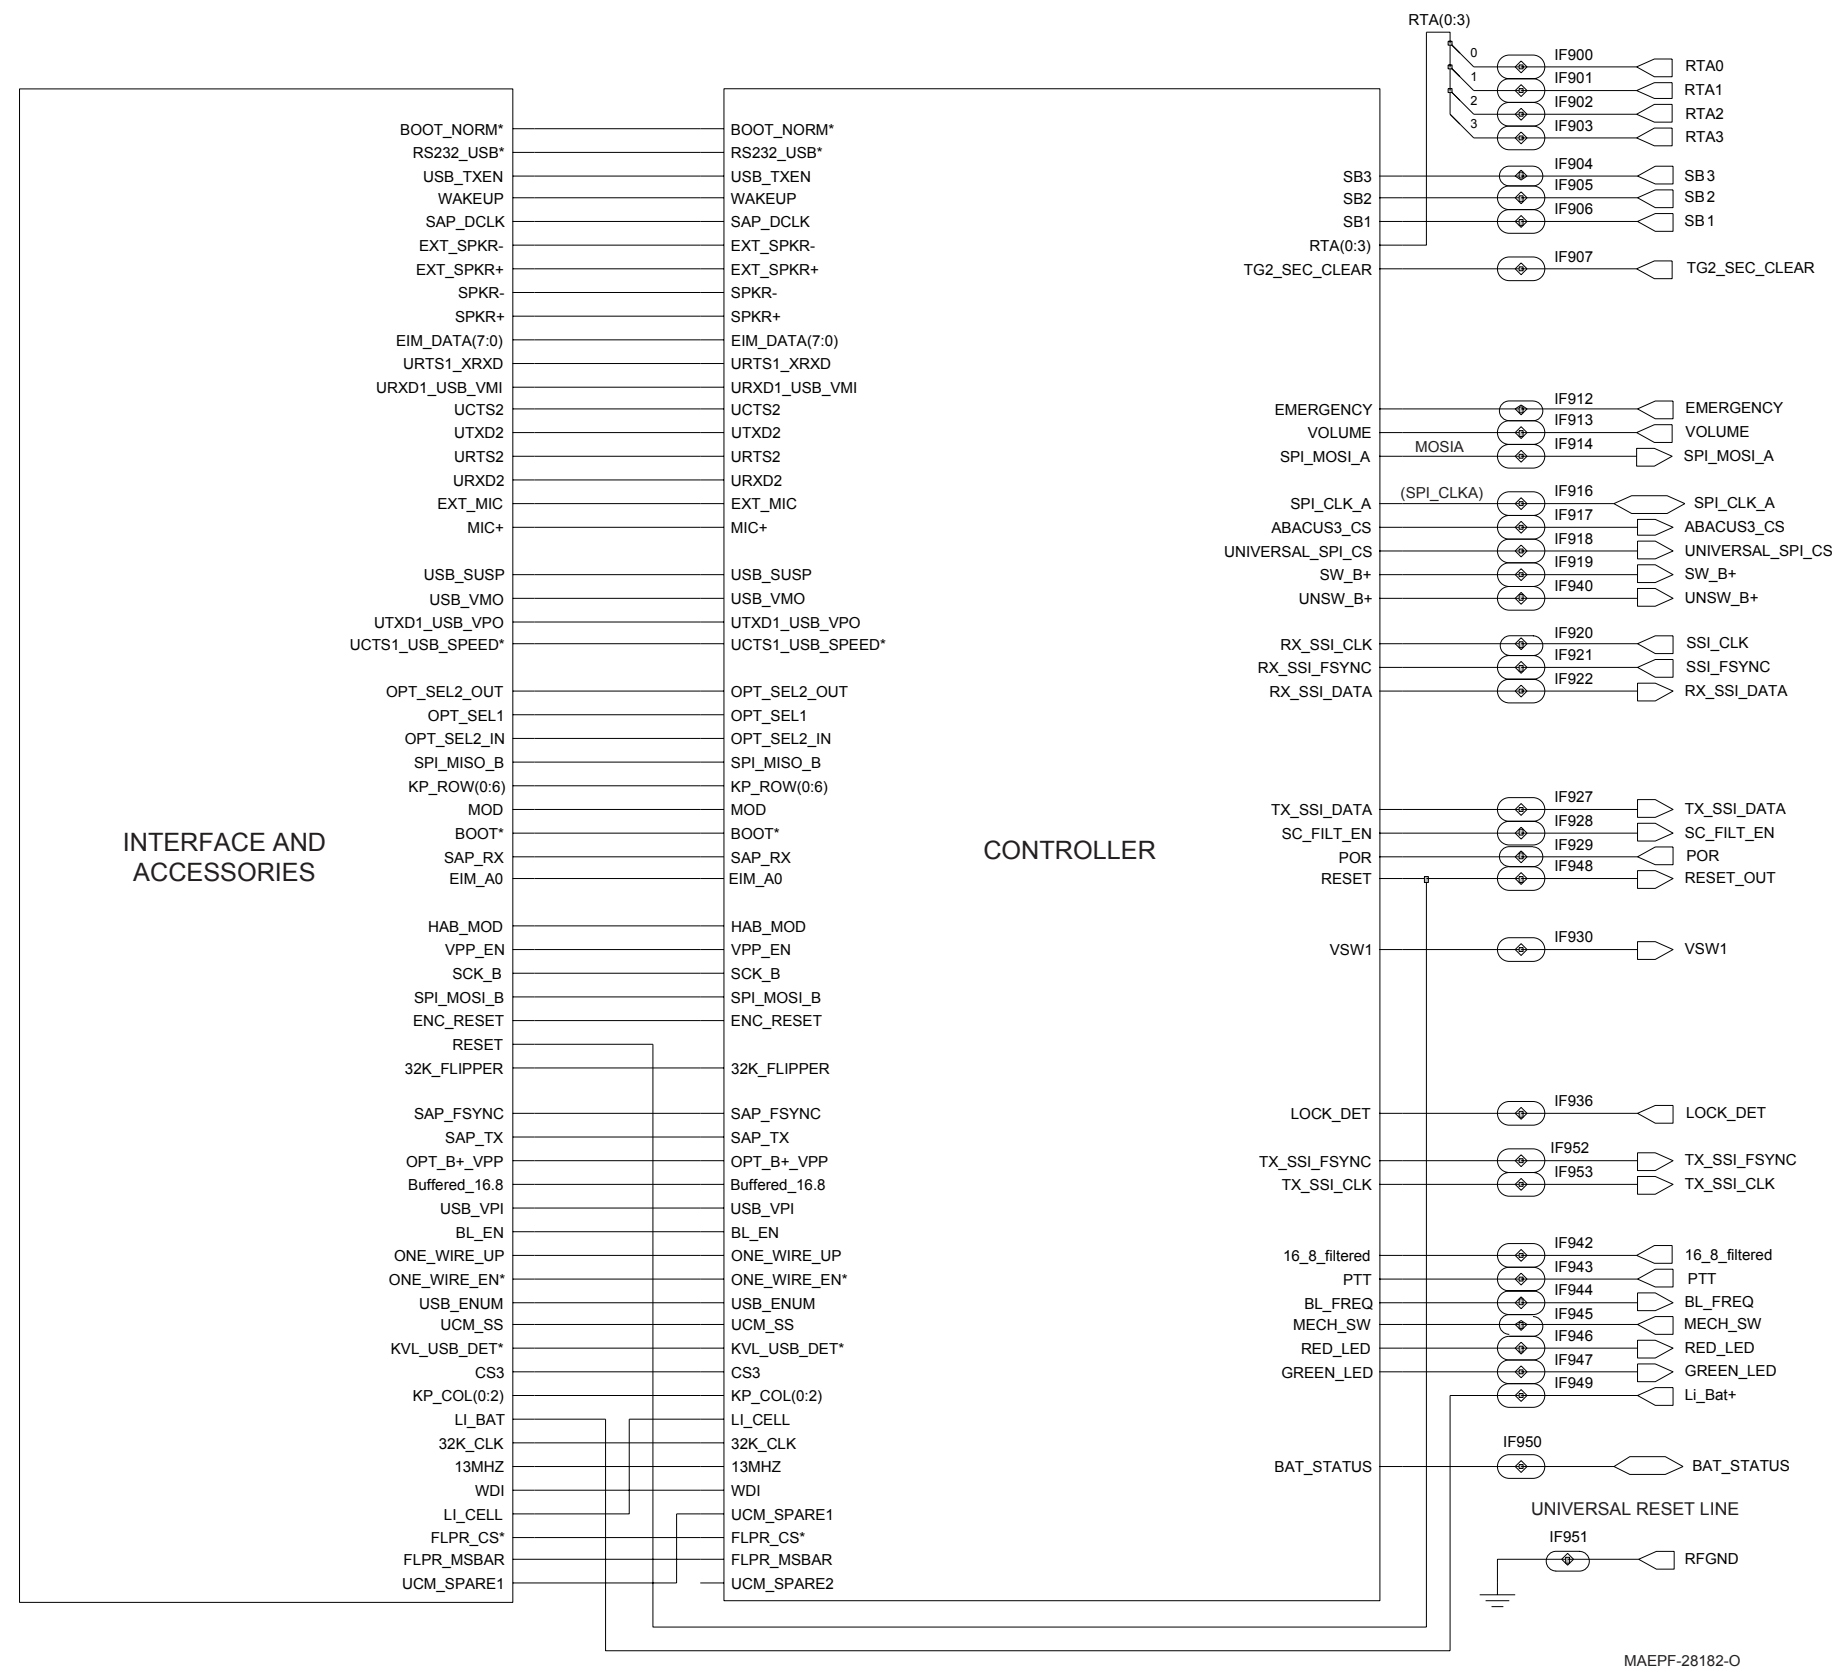 RTA(0:3)
0 IF900 RTA0
1 IF901 RTA1
2 IF902 RTA2
3 IF903 RTA3
BOOT_NORM* BOOT_NORM*
RS232_USB* RS232_USB*
USB_TXEN USB_TXEN SB3 IF904 SB3
WAKEUP WAKEUP SB2 IF905 SB2
SAP_DCLK SAP_DCLK SB1 IF906 SB1
EXT_SPKR- EXT_SPKR- RTA(0:3)
EXT_SPKR+ EXT_SPKR+ TG2_SEC_CLEAR IF907 TG2_SEC_CLEAR
SPKR- SPKR-
SPKR+ SPKR+
EIM_DATA(7:0) EIM_DATA(7:0)
URTS1_XRXD URTS1_XRXD
URXD1_USB_VMI URXD1_USB_VMI
UCTS2 UCTS2 EMERGENCY IF912 EMERGENCY
UTXD2 UTXD2 VOLUME IF913 VOLUME
URTS2 URTS2 SPI_MOSI_A MOSIA IF914 SPI_MOSI_A
URXD2 URXD2
EXT_MIC EXT_MIC SPI_CLK_A (SPI_CLKA) IF916 SPI_CLK_A
MIC+ MIC+ ABACUS3_CS IF917 ABACUS3_CS
UNIVERSAL_SPI_CS IF918 UNIVERSAL_SPI_CS
USB_SUSP USB_SUSP SW_B+ IF919 SW_B+
USB_VMO USB_VMO UNSW_B+ IF940 UNSW_B+
UTXD1_USB_VPO UTXD1_USB_VPO
UCTS1_USB_SPEED* UCTS1_USB_SPEED* RX_SSI_CLK IF920 SSI_CLK
RX_SSI_FSYNC IF921 SSI_FSYNC
OPT_SEL2_OUT OPT_SEL2_OUT RX_SSI_DATA IF922 RX_SSI_DATA
OPT_SEL1 OPT_SEL1
OPT_SEL2_IN OPT_SEL2_IN
SPI_MISO_B SPI_MISO_B
KP_ROW(0:6) KP_ROW(0:6)
MOD MOD TX_SSI_DATA IF927 TX_SSI_DATA
BOOT* BOOT* SC_FILT_EN IF928 SC_FILT_EN
INTERFACE AND
ACCESSORIES
CONTROLLER
SAP_RX SAP_RX POR IF929 POR
EIM_A0 EIM_A0 RESET IF948 RESET_OUT
HAB_MOD HAB_MOD
VPP_EN VPP_EN VSW1 IF930 VSW1
SCK_B SCK_B
SPI_MOSI_B SPI_MOSI_B
ENC_RESET ENC_RESET
RESET
32K_FLIPPER 32K_FLIPPER
SAP_FSYNC SAP_FSYNC LOCK_DET IF936 LOCK_DET
SAP_TX SAP_TX
OPT_B+_VPP OPT_B+_VPP TX_SSI_FSYNC IF952 TX_SSI_FSYNC
Buffered_16.8 Buffered_16.8 TX_SSI_CLK IF953 TX_SSI_CLK
USB_VPI USB_VPI
BL_EN BL_EN
ONE_WIRE_UP ONE_WIRE_UP 16_8_filtered IF942 16_8_filtered
ONE_WIRE_EN* ONE_WIRE_EN* PTT IF943 PTT
USB_ENUM USB_ENUM BL_FREQ IF944 BL_FREQ
UCM_SS UCM_SS MECH_SW IF945 MECH_SW
KVL_USB_DET* KVL_USB_DET* RED_LED IF946 RED_LED
CS3 CS3 GREEN_LED IF947 GREEN_LED
KP_COL(0:2) KP_COL(0:2) IF949 Li_Bat+
LI_BAT LI_CELL
32K_CLK 32K_CLK
13MHZ 13MHZ BAT_STATUS IF950 BAT_STATUS
WDI WDI
LI_CELL UCM_SPARE1 UNIVERSAL RESET LINE
FLPR_CS* FLPR_CS*
FLPR_MSBAR FLPR_MSBAR IF951 RFGND
UCM_SPARE1 UCM_SPARE2
MAEPF-28182-O